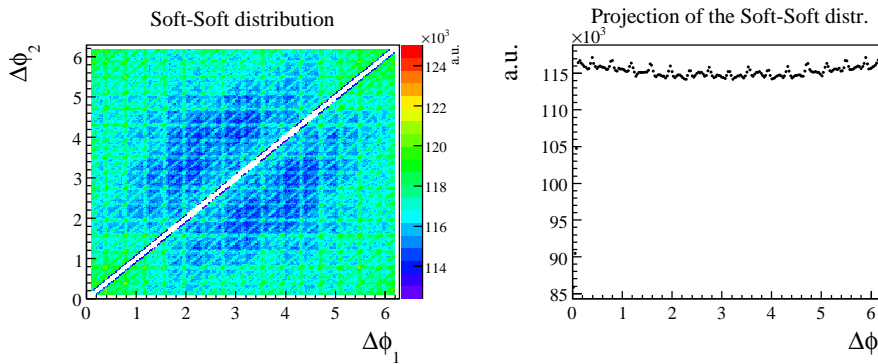 Soft-Soft distribution
Δϕ₂
6
5
4
3
2
1
0
0 1 2 3 4 5 6
Δϕ₁
×10³
a.u.
124
122
120
118
116
114
Projection of the Soft-Soft distr.
×10³
a.u.
115
110
105
100
95
90
85
0 1 2 3 4 5 6
Δϕ